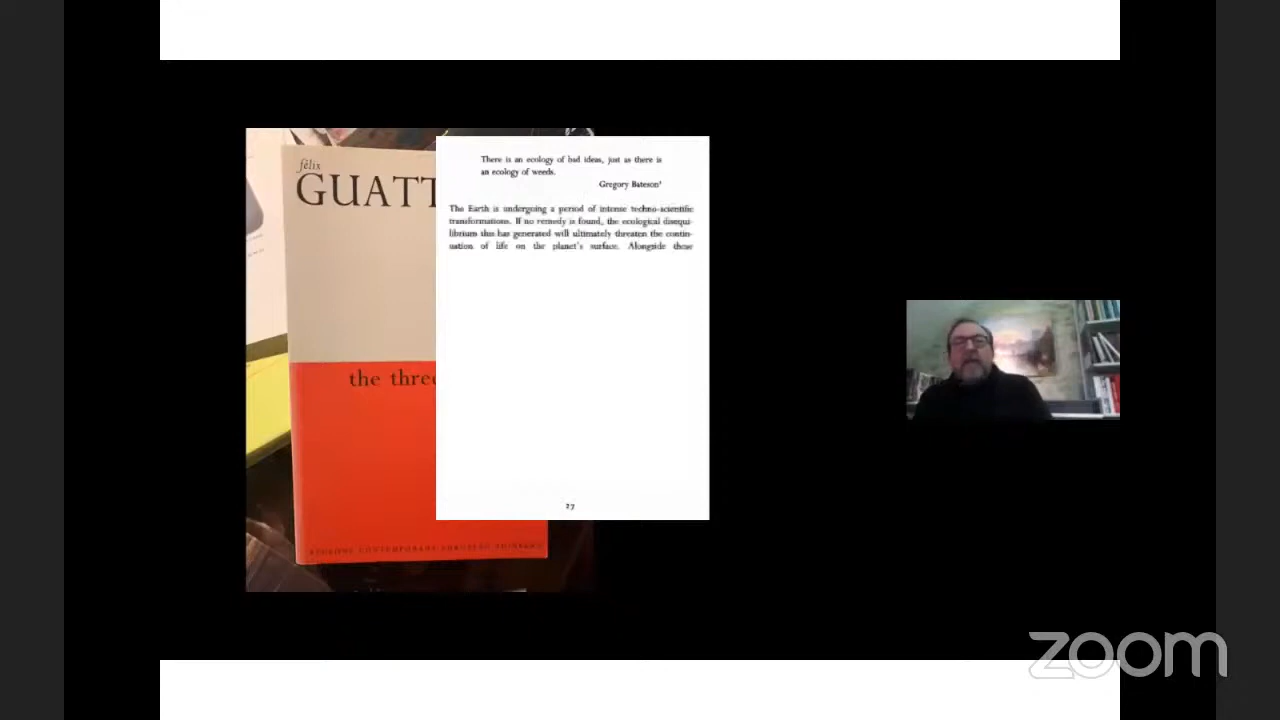 félix
GUATT
the three
There is an ecology of bad ideas, just as there is
an ecology of weeds.
Gregory Bateson¹
The Earth is undergoing a period of intense techno-scientific
transformations. If no remedy is found, the ecological disequi-
librium this has generated will ultimately threaten the contin-
uation of life on the planet's surface. Alongside these
27
zoom